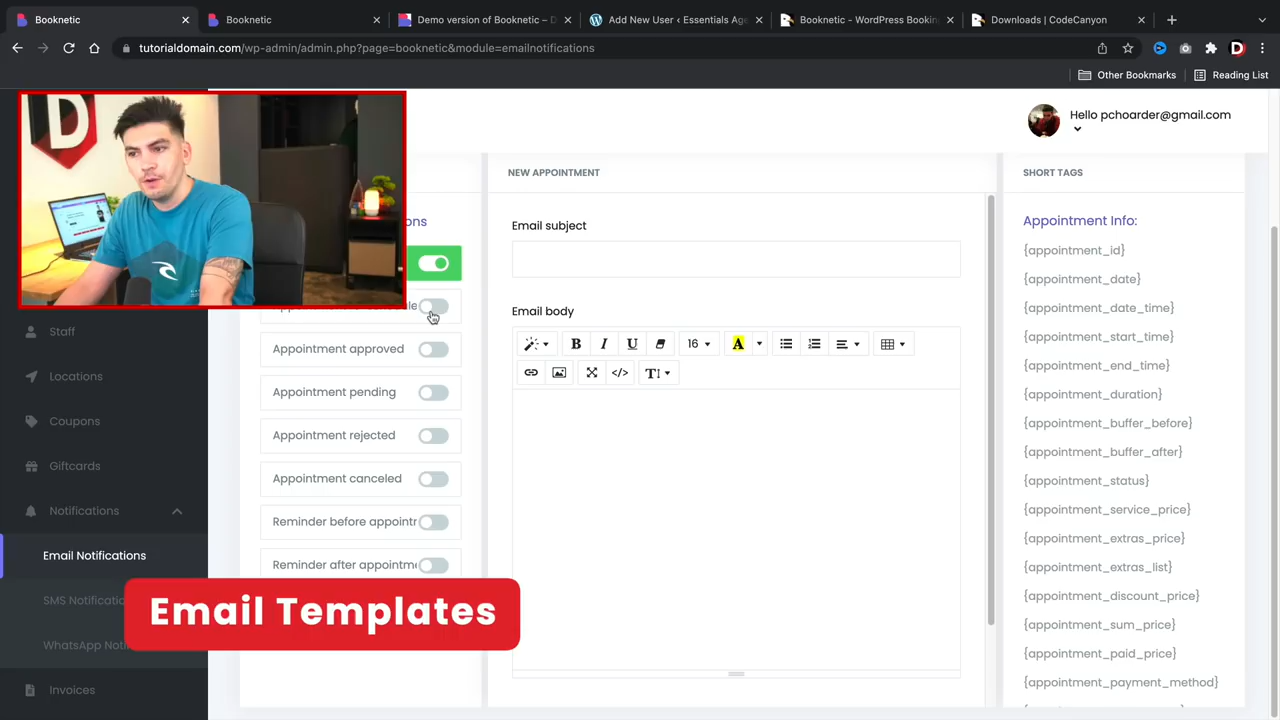 Booknetic
Booknetic
Demo version of Booknetic – D
Add New User ‹ Essentials Age
Booknetic - WordPress Booking
Downloads | CodeCanyon
tutorialdomain.com/wp-admin/admin.php?page=booknetic&module=emailnotifications
Other Bookmarks
Reading List
Hello pchoarder@gmail.com
Staff
Locations
Coupons
Giftcards
Notifications
Email Notifications
SMS Notificatio
WhatsApp Noti
Invoices
ons
Appointment approved
Appointment pending
Appointment rejected
Appointment canceled
Reminder before appointr
Reminder after appointme
Email Templates
NEW APPOINTMENT
Email subject
Email body
B I U 16 A
</> T
SHORT TAGS
Appointment Info:
{appointment_id}
{appointment_date}
{appointment_date_time}
{appointment_start_time}
{appointment_end_time}
{appointment_duration}
{appointment_buffer_before}
{appointment_buffer_after}
{appointment_status}
{appointment_service_price}
{appointment_extras_price}
{appointment_extras_list}
{appointment_discount_price}
{appointment_sum_price}
{appointment_paid_price}
{appointment_payment_method}